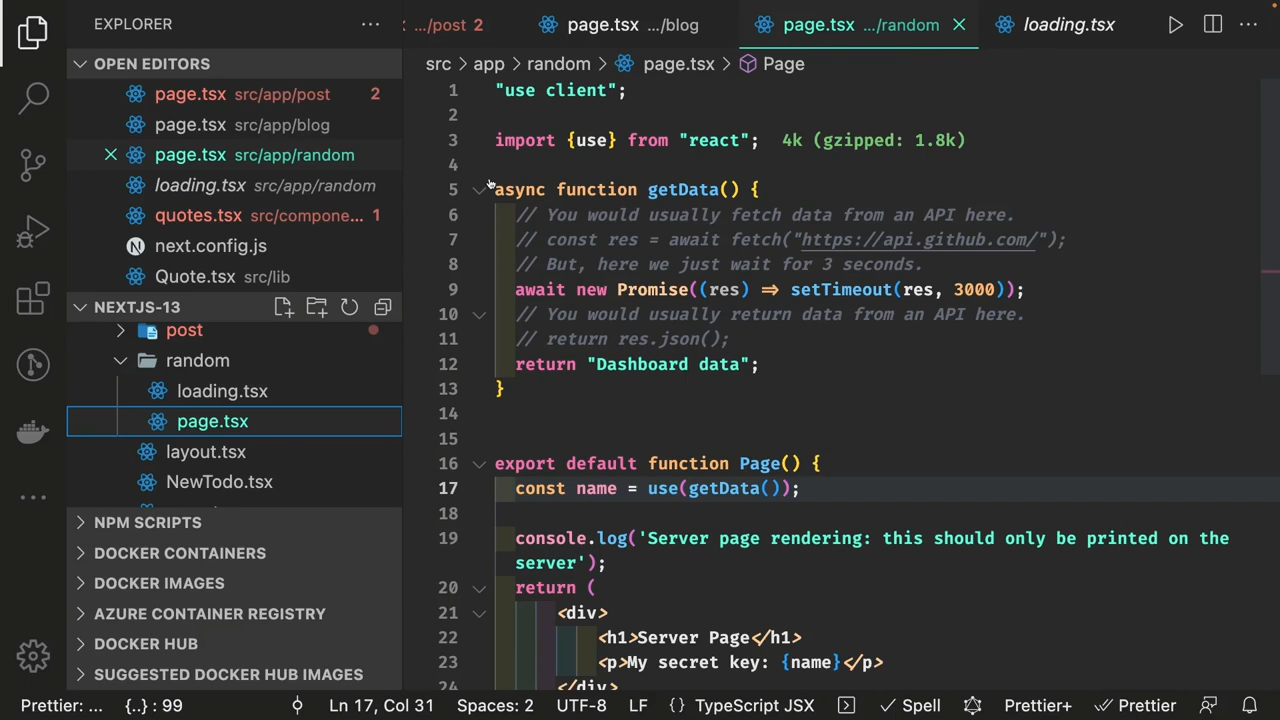 EXPLORER
OPEN EDITORS
page.tsx src/app/post 2
page.tsx src/app/blog
page.tsx src/app/random
loading.tsx src/app/random
quotes.tsx src/compone... 1
next.config.js
Quote.tsx src/lib
NEXTJS-13
post
random
loading.tsx
page.tsx
layout.tsx
NewTodo.tsx
NPM SCRIPTS
DOCKER CONTAINERS
DOCKER IMAGES
AZURE CONTAINER REGISTRY
DOCKER HUB
SUGGESTED DOCKER HUB IMAGES
.../post 2 page.tsx .../blog page.tsx .../random loading.tsx
src > app > random > page.tsx > Page
1 "use client";
2
3 import {use} from "react"; 4k (gzipped: 1.8k)
4
5 async function getData() {
6 // You would usually fetch data from an API here.
7 // const res = await fetch("https://api.github.com/");
8 // But, here we just wait for 3 seconds.
9 await new Promise((res) => setTimeout(res, 3000));
10 // You would usually return data from an API here.
11 // return res.json();
12 return "Dashboard data";
13 }
14
15
16 export default function Page() {
17 const name = use(getData());
18
19 console.log('Server page rendering: this should only be printed on the
server');
20 return (
21 <div>
22 <h1>Server Page</h1>
23 <p>My secret key: {name}</p>
24 </div>
Prettier: ... {..} : 99 Ln 17, Col 31 Spaces: 2 UTF-8 LF {} TypeScript JSX Spell Prettier+ Prettier